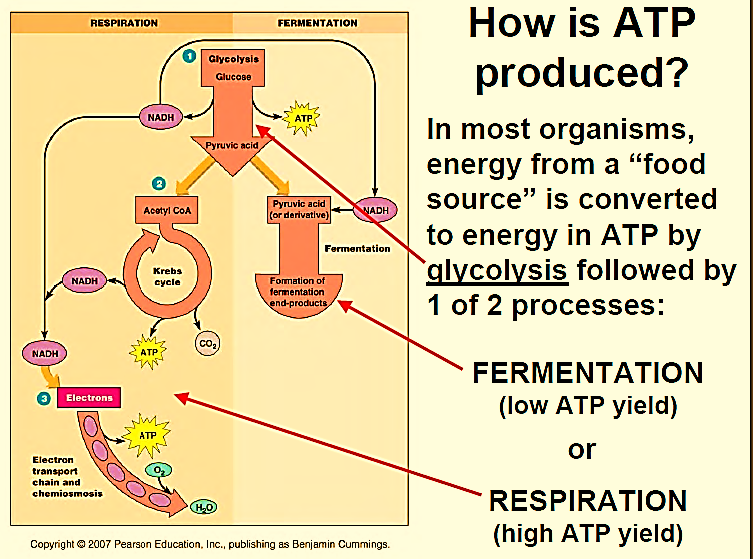 RESPIRATION
FERMENTATION
1
Glycolysis
Glucose
NADH
ATP
Pyruvic acid
2
Acetyl CoA
Pyruvic acid
(or derivative)
NADH
Fermentation
Krebs
cycle
NADH
Formation of
fermentation
end-products
ATP
CO2
NADH
3
Electrons
ATP
Electron
transport
chain and
chemiosmosis
O2
H2O
Copyright © 2007 Pearson Education, Inc., publishing as Benjamin Cummings.
How is ATP
produced?
In most organisms,
energy from a “food
source” is converted
to energy in ATP by
glycolysis followed by
1 of 2 processes:
FERMENTATION
(low ATP yield)
or
RESPIRATION
(high ATP yield)